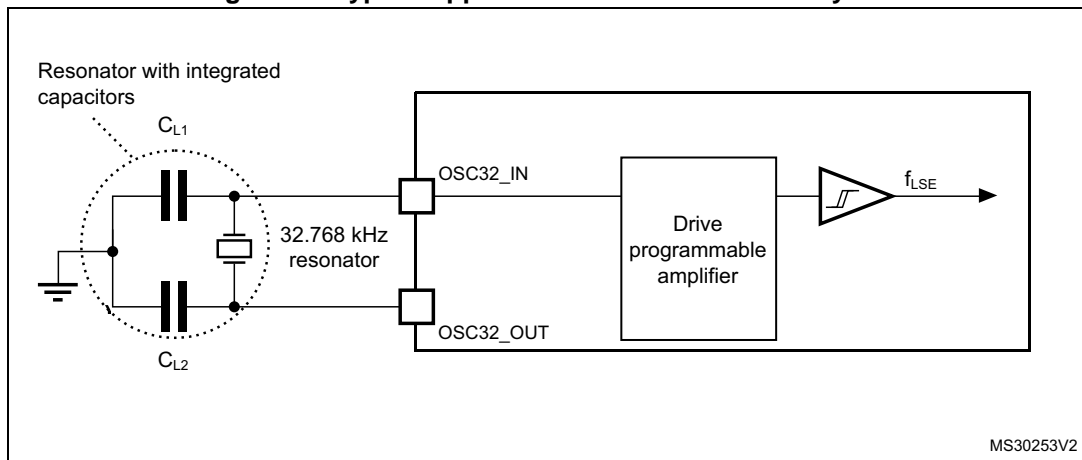 Resonator with integrated
capacitors
CL1
OSC32_IN
fLSE
32.768 kHz
resonator
Drive
programmable
amplifier
OSC32_OUT
CL2
MS30253V2